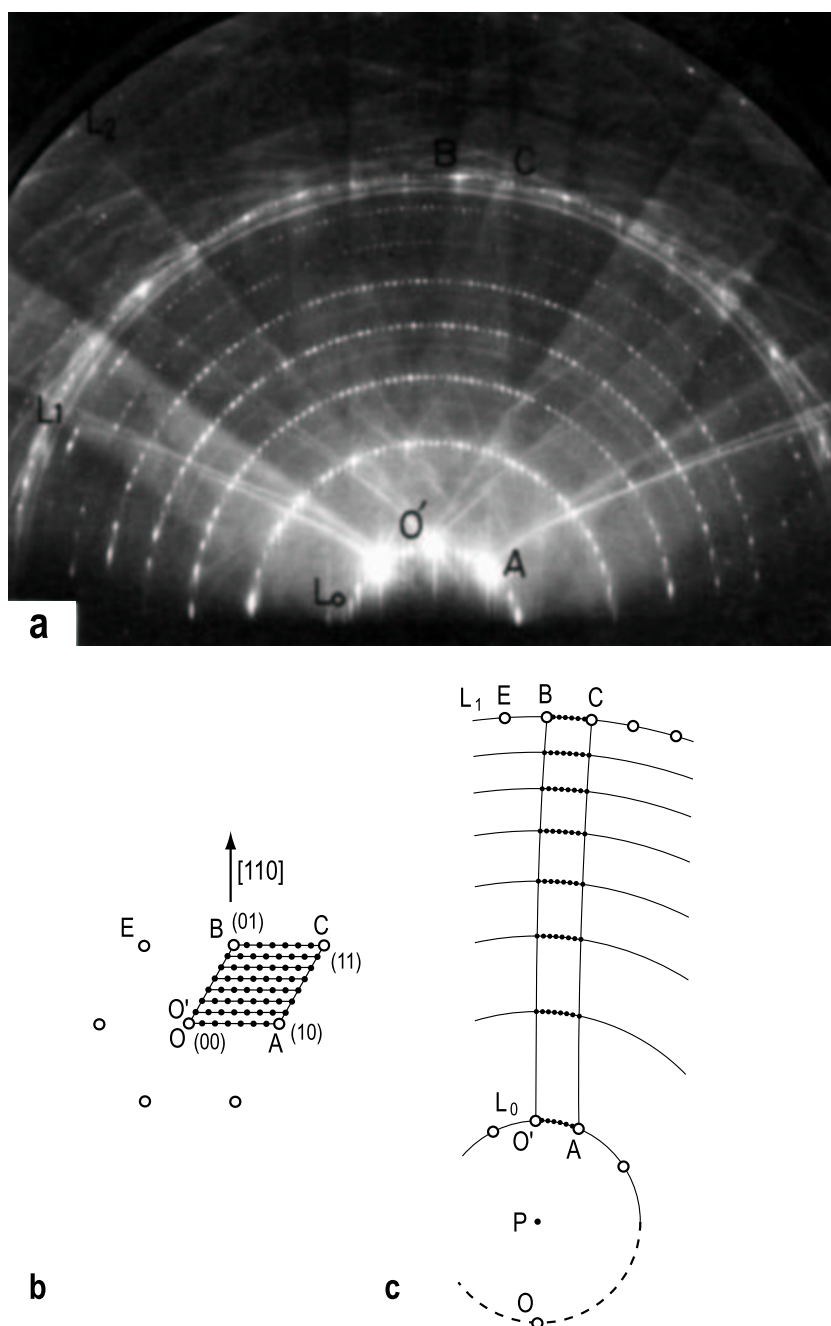 L₂
B C
L₁
O'
A
L₀
a
L₁ E B C
[110]
E B (01) C
(11)
O'
O (00) A (10)
L₀
O' A
P
O
b c